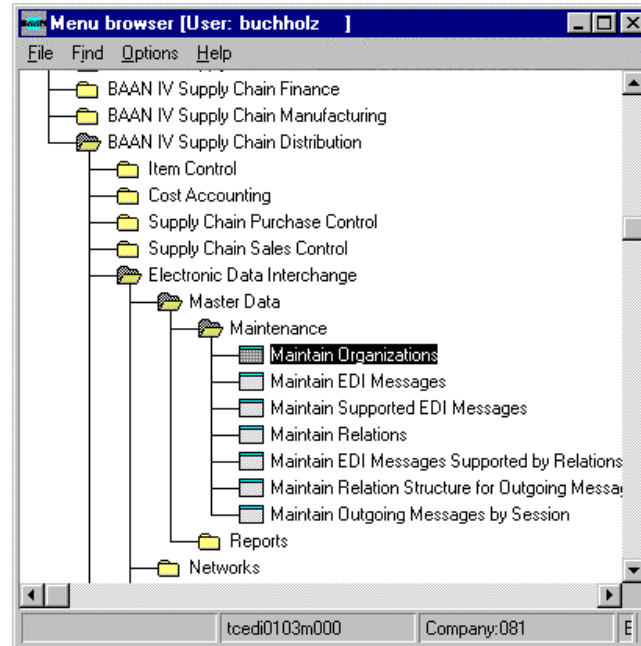 BAAN Menu browser [User: buchholz ]
File Find Options Help
BAAN IV Supply Chain Finance
BAAN IV Supply Chain Manufacturing
BAAN IV Supply Chain Distribution
Item Control
Cost Accounting
Supply Chain Purchase Control
Supply Chain Sales Control
Electronic Data Interchange
Master Data
Maintenance
Maintain Organizations
Maintain EDI Messages
Maintain Supported EDI Messages
Maintain Relations
Maintain EDI Messages Supported by Relations
Maintain Relation Structure for Outgoing Messa
Maintain Outgoing Messages by Session
Reports
Networks
tcedi0103m000 Company:081 E